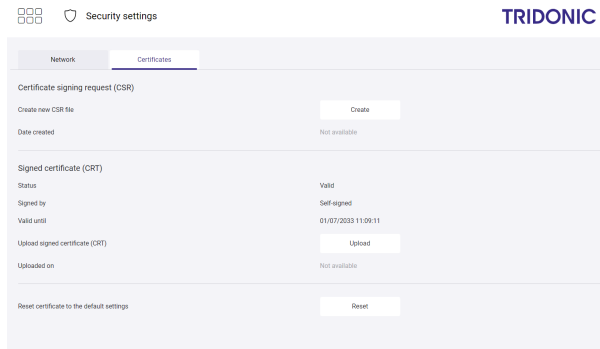 Security settings
TRIDONIC
Network
Certificates
Certificate signing request (CSR)
Create new CSR file
Create
Date created
Not available
Signed certificate (CRT)
Status
Valid
Signed by
Self-signed
Valid until
01/07/2033 11:09:11
Upload signed certificate (CRT)
Upload
Uploaded on
Not available
Reset certificate to the default settings
Reset